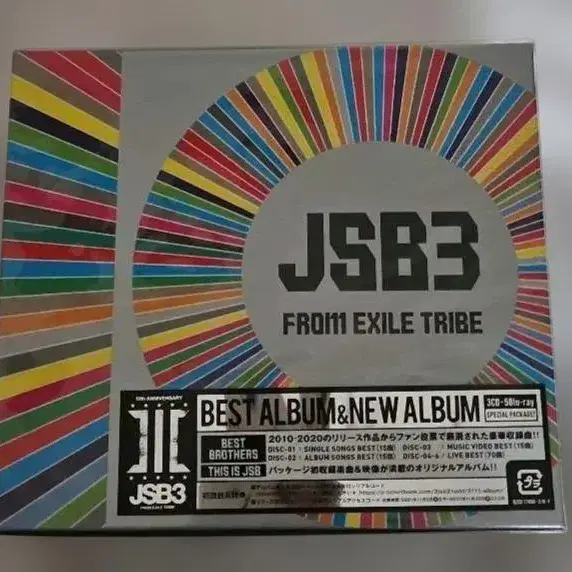 JSB3
FROM EXILE TRIBE
10th ANNIVERSARY
JSB3
FROM EXILE TRIBE
BEST ALBUM&NEW ALBUM
3CD+5Blu-ray
SPECIAL PACKAGE!!
BEST BROTHERS
2010-2020のリリース作品からファン投票で厳選された豪華収録曲!!
DISC-01 : SINGLE SONGS BEST(15曲) DISC-03 : MUSIC VIDEO BEST(15曲)
DISC-02 : ALBUM SONGS BEST(15曲) DISC-04-6 : LIVE BEST(70曲)
THIS IS JSB
パッケージ初収録楽曲&映像が満載のオリジナルアルバム!!